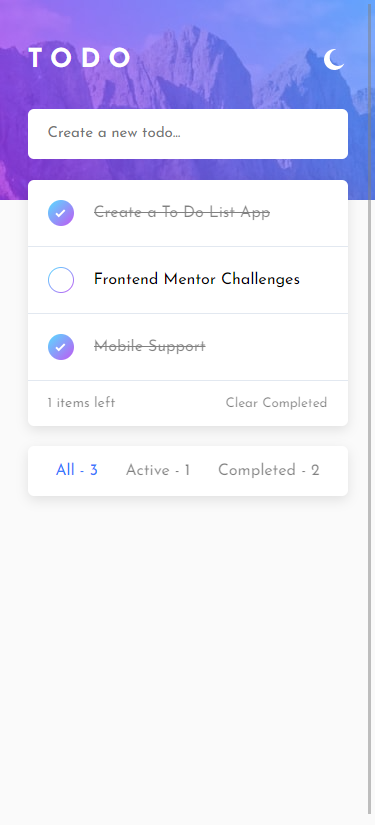 TODO
Create a new todo...
Create a To Do List App
Frontend Mentor Challenges
Mobile Support
1 items left Clear Completed
All - 3 Active - 1 Completed - 2